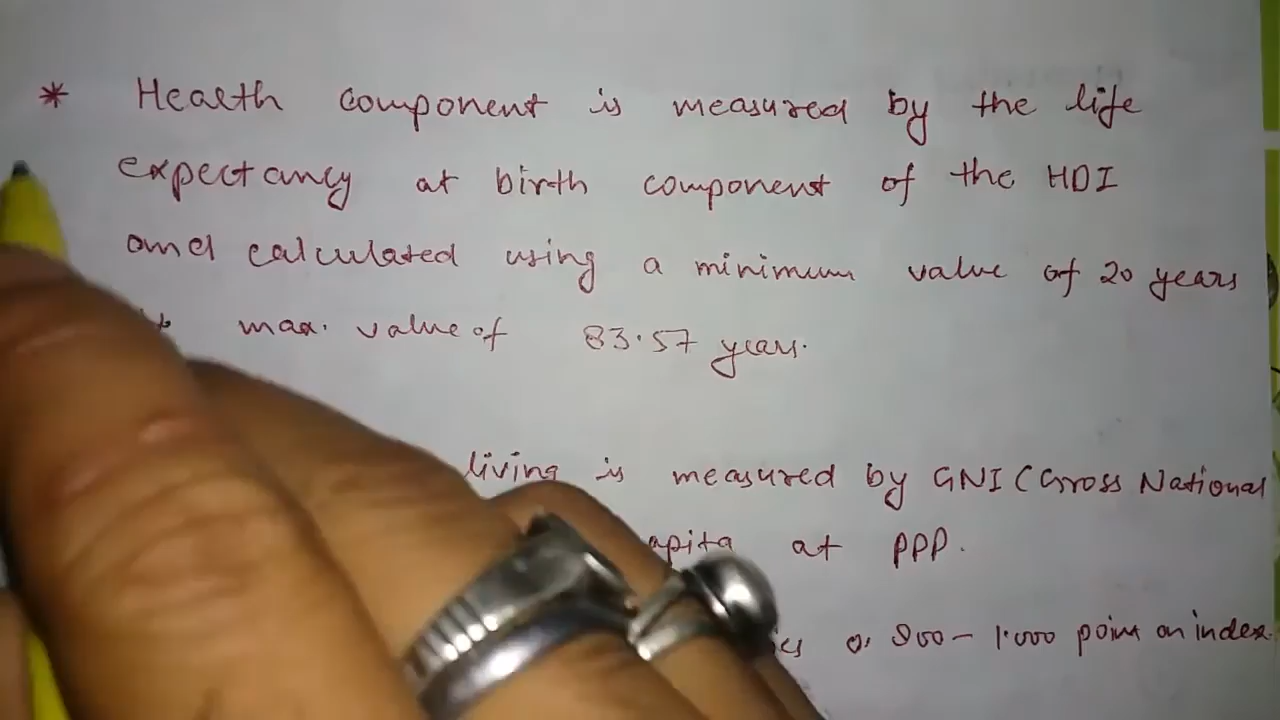 * Health component is measured by the life
expectancy at birth component of the HDI
and calculated using a minimum value of 20 years
max. value of 83.57 years.
living is measured by GNI (Gross National
apita at PPP.
800 - 1.000 point on index.